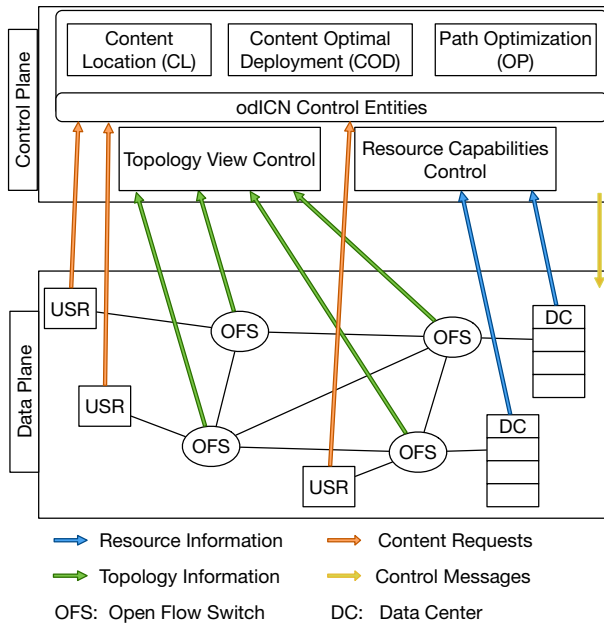 Control Plane
Content
Location (CL)
Content Optimal
Deployment (COD)
Path Optimization
(OP)
odICN Control Entities
Topology View Control
Resource Capabilities
Control
Data Plane
USR
OFS
OFS
DC
USR
OFS
OFS
DC
USR
Resource Information
Content Requests
Topology Information
Control Messages
OFS: Open Flow Switch
DC: Data Center